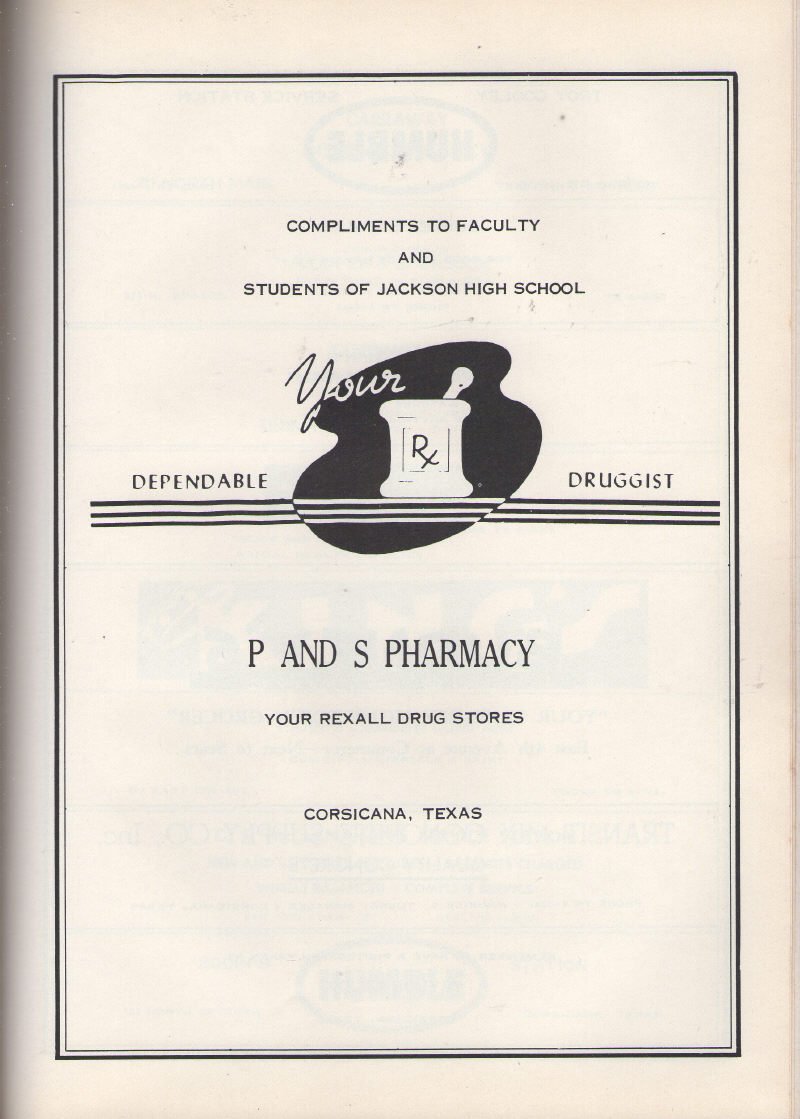 COMPLIMENTS TO FACULTY
AND
STUDENTS OF JACKSON HIGH SCHOOL
Your
Rx
DEPENDABLE DRUGGIST
P AND S PHARMACY
YOUR REXALL DRUG STORES
CORSICANA, TEXAS